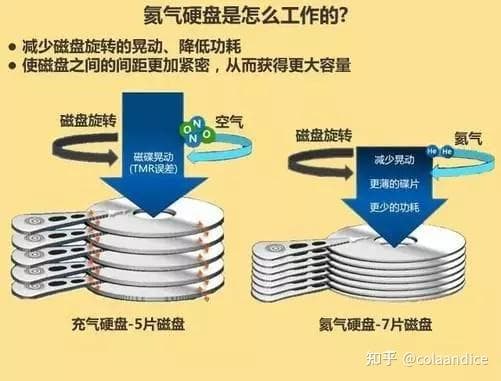 氦气硬盘是怎么工作的?
● 减少磁盘旋转的晃动、降低功耗
● 使磁盘之间的间距更加紧密，从而获得更大容量
磁盘旋转
空气
N
O
N
O
磁碟晃动
(TMR误差)
充气硬盘-5片磁盘
磁盘旋转
He
He
氦气
减少晃动
更薄的碟片
更少的功耗
氦气硬盘-7片磁盘
知乎 @colaandice